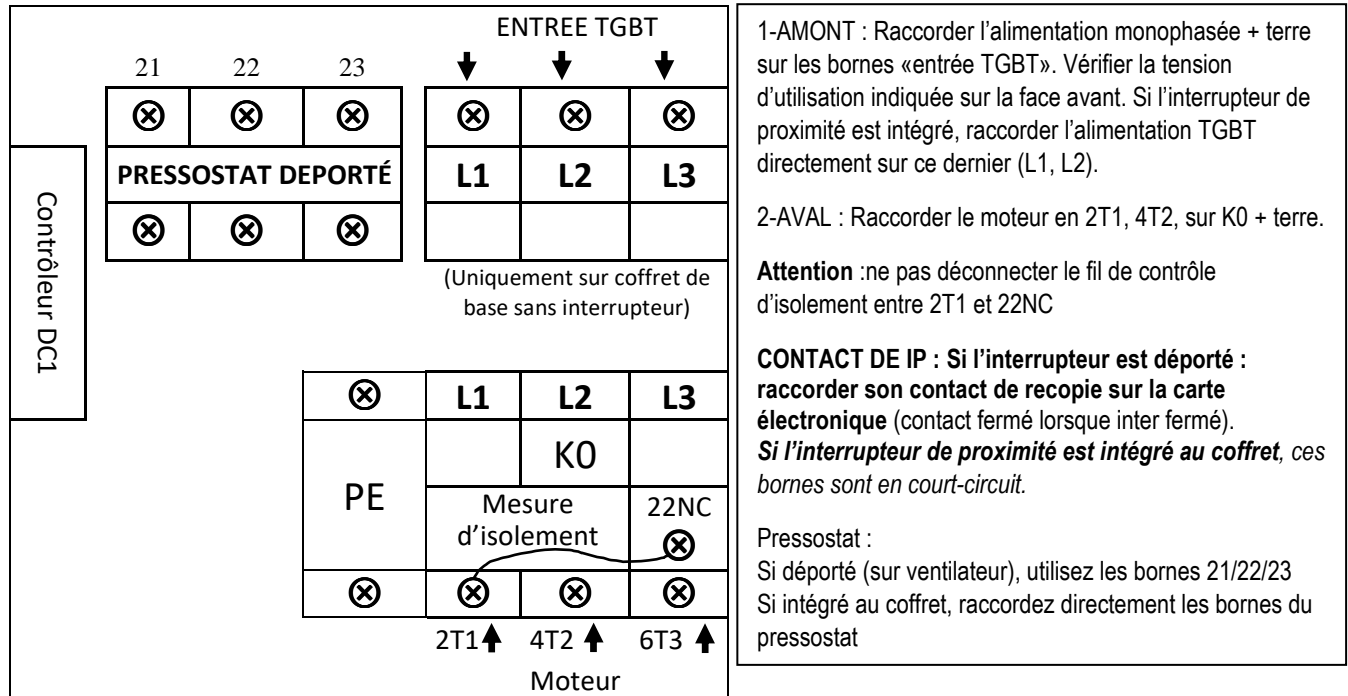 ENTREE TGBT
21 22 23
PRESSOSTAT DEPORTÉ
L1 L2 L3
(Uniquement sur coffret de
base sans interrupteur)
Contrôleur DC1
L1 L2 L3
K0
PE
Mesure
d’isolement
22NC
2T1 4T2 6T3
Moteur
1-AMONT : Raccorder l’alimentation monophasée + terre
sur les bornes «entrée TGBT». Vérifier la tension
d’utilisation indiquée sur la face avant. Si l’interrupteur de
proximité est intégré, raccorder l’alimentation TGBT
directement sur ce dernier (L1, L2).
2-AVAL : Raccorder le moteur en 2T1, 4T2, sur K0 + terre.
Attention :ne pas déconnecter le fil de contrôle
d’isolement entre 2T1 et 22NC
CONTACT DE IP : Si l’interrupteur est déporté :
raccorder son contact de recopie sur la carte
électronique (contact fermé lorsque inter fermé).
Si l’interrupteur de proximité est intégré au coffret, ces
bornes sont en court-circuit.
Pressostat :
Si déporté (sur ventilateur), utilisez les bornes 21/22/23
Si intégré au coffret, raccordez directement les bornes du
pressostat